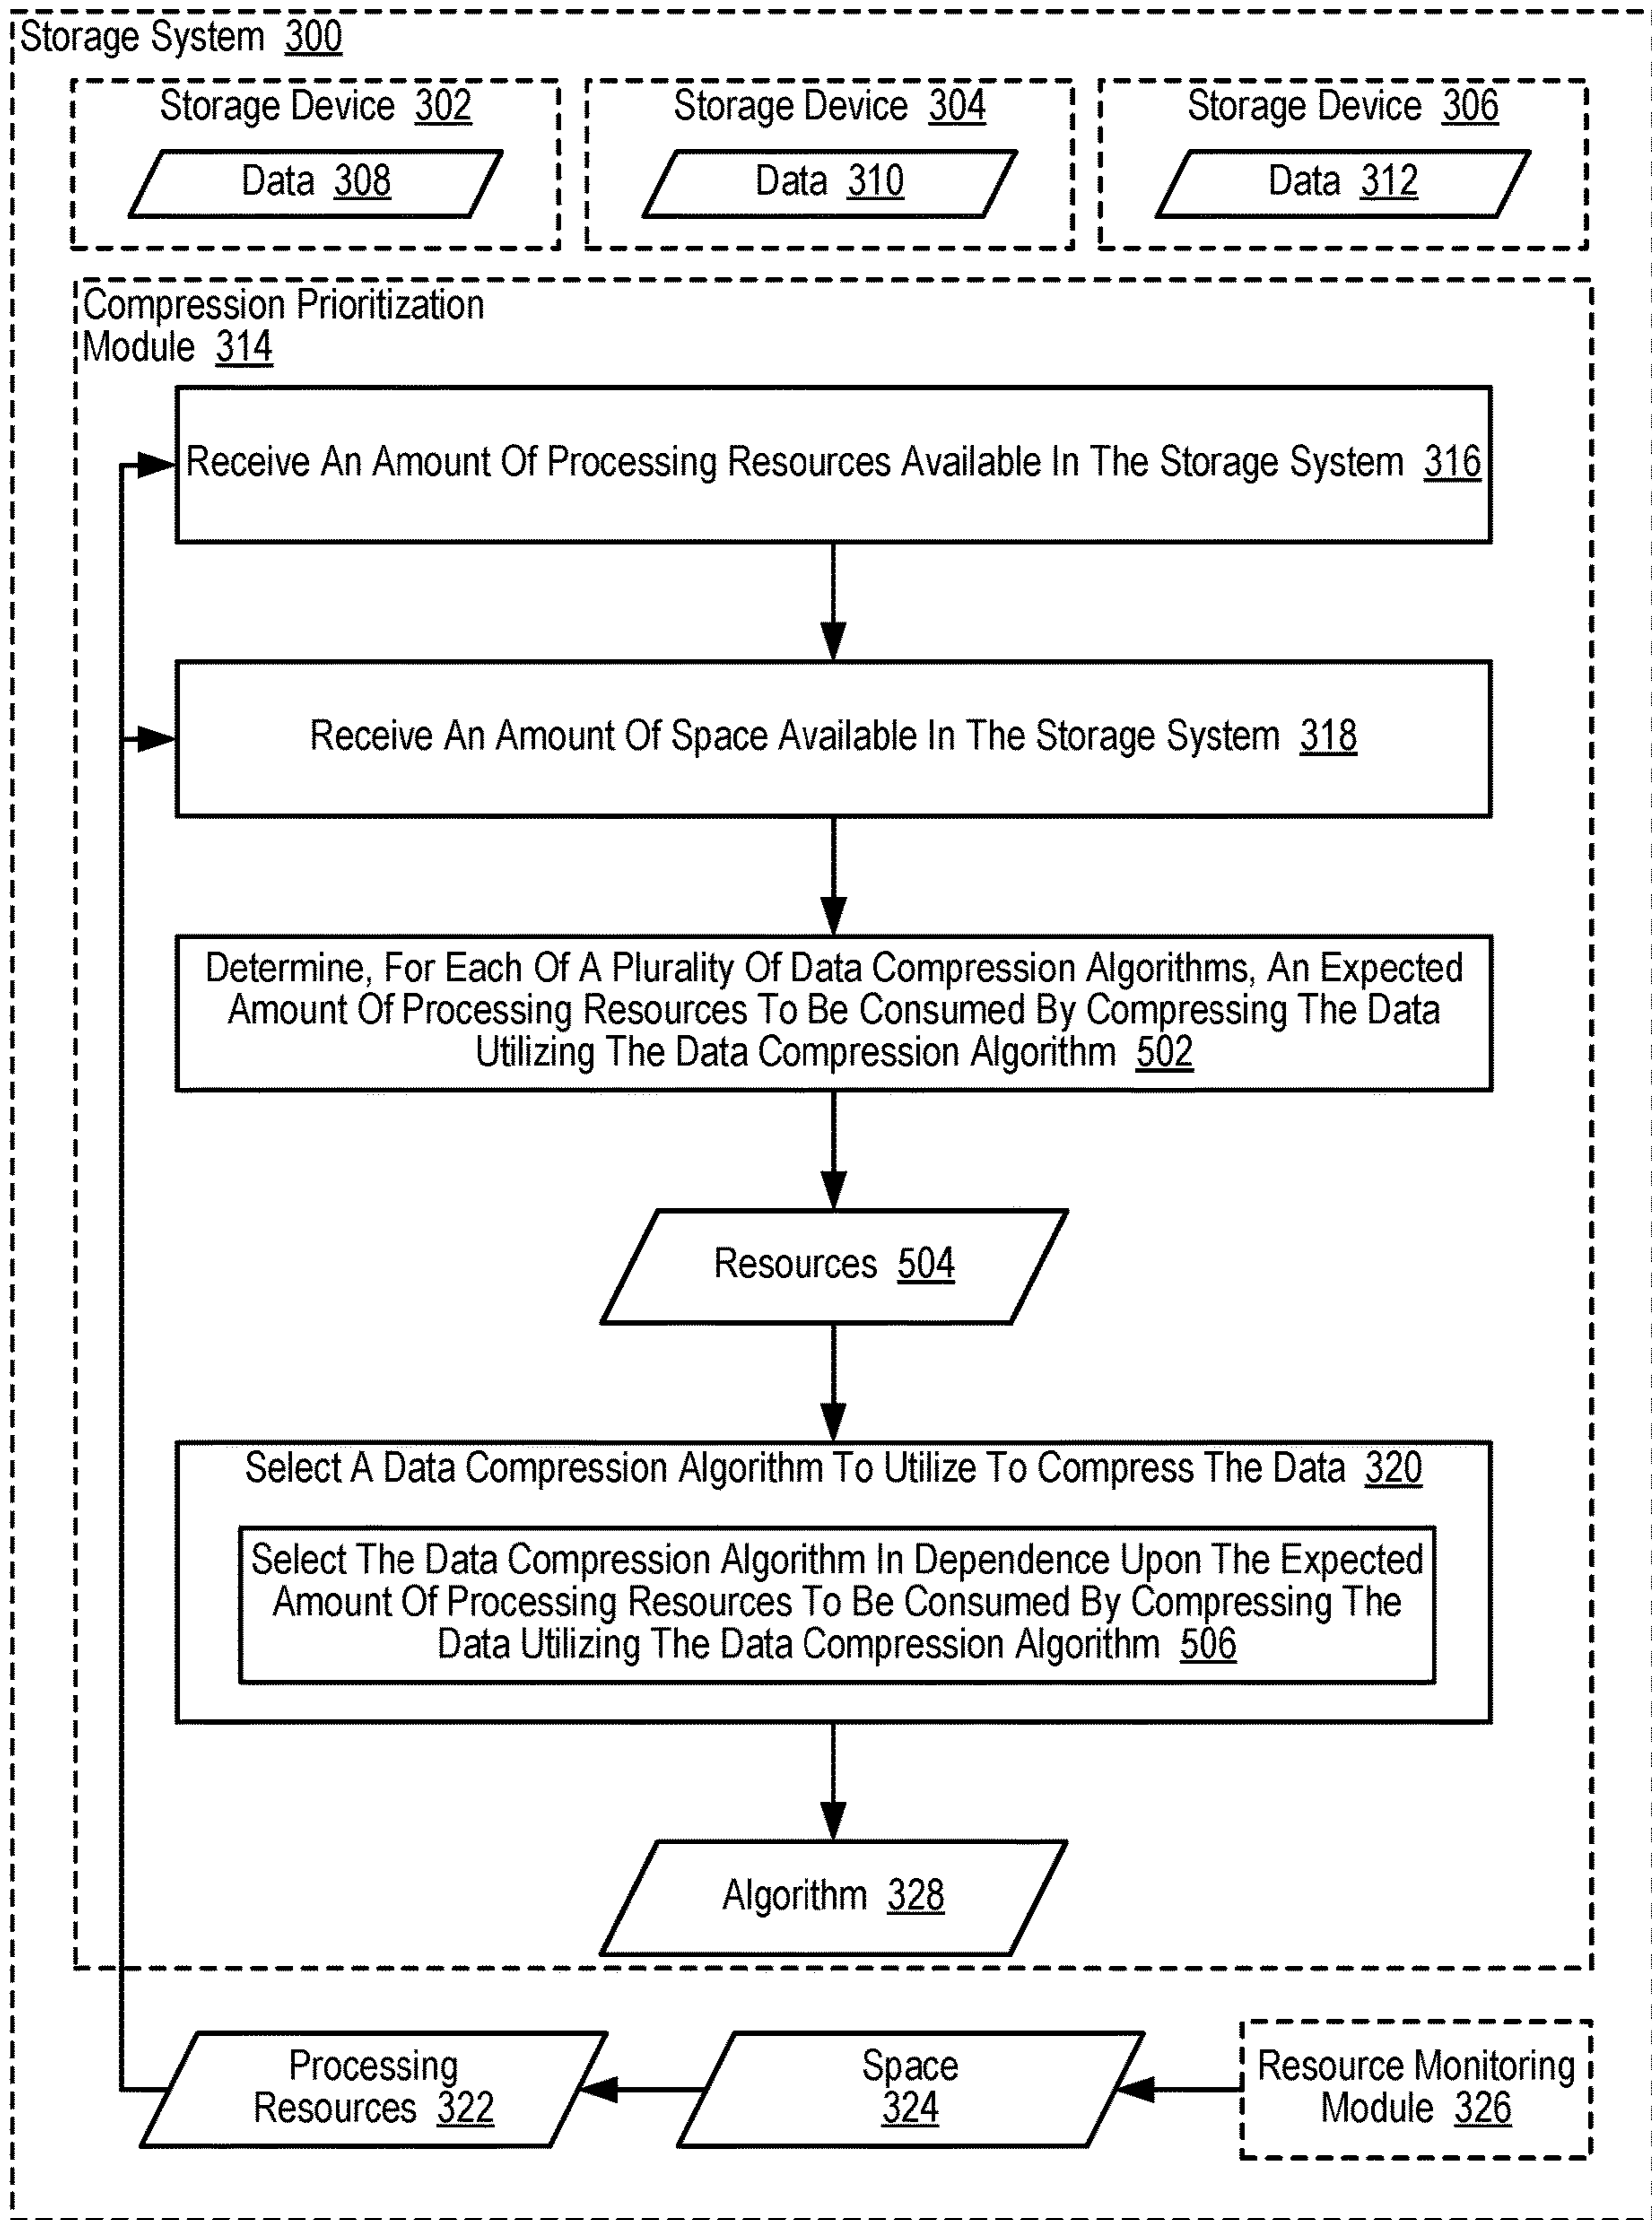 Storage System 300
Storage Device 302
Data 308
Storage Device 304
Data 310
Storage Device 306
Data 312
Compression Prioritization
Module 314
Receive An Amount Of Processing Resources Available In The Storage System 316
Receive An Amount Of Space Available In The Storage System 318
Determine, For Each Of A Plurality Of Data Compression Algorithms, An Expected
Amount Of Processing Resources To Be Consumed By Compressing The Data
Utilizing The Data Compression Algorithm 502
Resources 504
Select A Data Compression Algorithm To Utilize To Compress The Data 320
Select The Data Compression Algorithm In Dependence Upon The Expected
Amount Of Processing Resources To Be Consumed By Compressing The
Data Utilizing The Data Compression Algorithm 506
Algorithm 328
Processing
Resources 322
Space
324
Resource Monitoring
Module 326